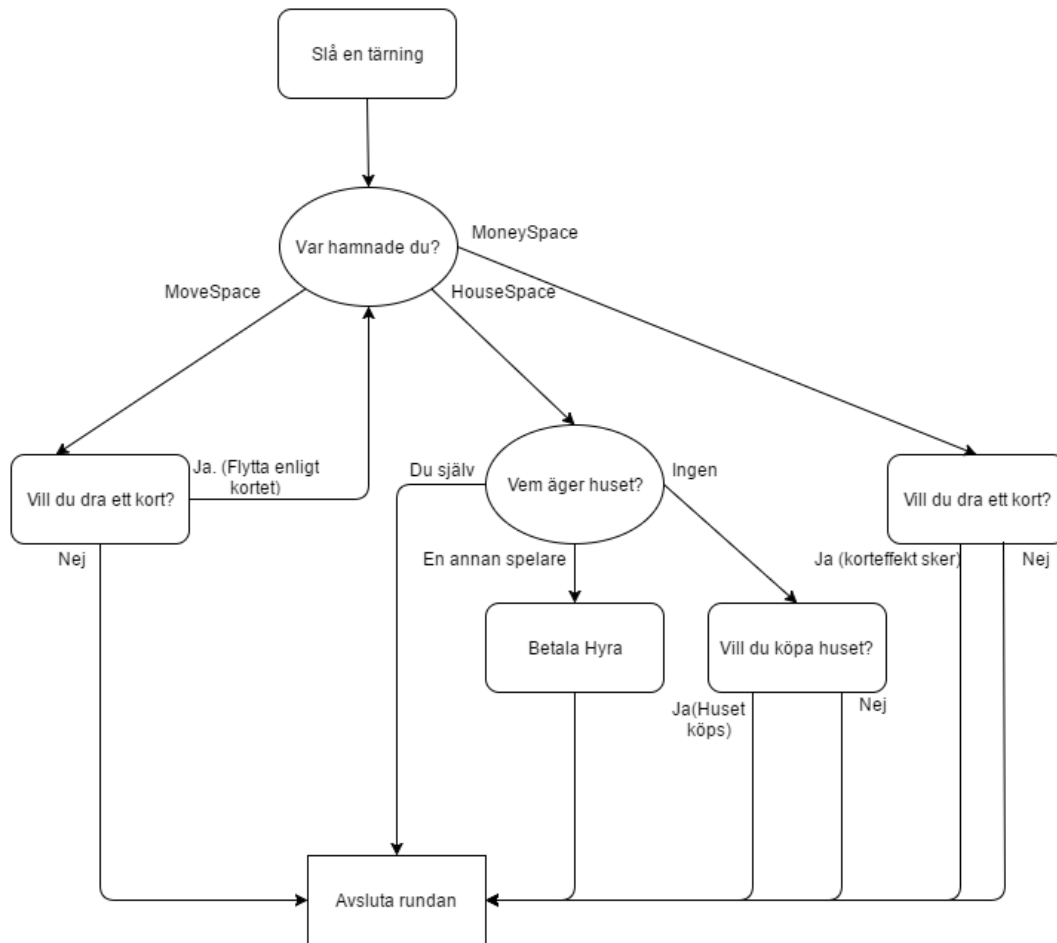 Slå en tärning
Var hamnade du?
MoneySpace
MoveSpace
HouseSpace
Vill du dra ett kort?
Ja. (Flytta enligt
kortet)
Nej
Du själv
Vem äger huset?
Ingen
En annan spelare
Vill du dra ett kort?
Ja (korteffekt sker)
Nej
Betala Hyra
Vill du köpa huset?
Ja(Huset
köps)
Nej
Avsluta rundan